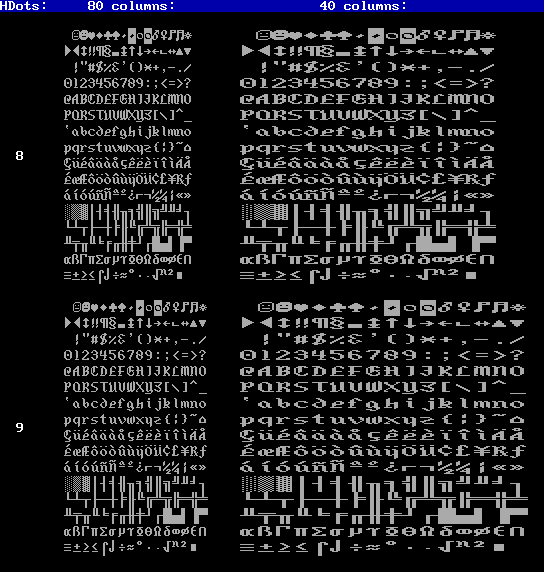 HDots: 80 columns: 40 columns:
☺☻♥♦♣♠•◘○◙♂♀♪♫☼ ☺☻♥♦♣♠•◘○◙♂♀♪♫☼
►◄↕‼¶§▬↨↑↓→←∟↔▲▼ ►◄↕‼¶§▬↨↑↓→←∟↔▲▼
!"#$%&'()*+,-./ !"#$%&'()*+,-./
0123456789:;<=>? 0123456789:;<=>?
@ABCDEFGHIJKLMNO @ABCDEFGHIJKLMNO
PQRSTUVWXYZ[\]^_ PQRSTUVWXYZ[\]^_
`abcdefghijklmno `abcdefghijklmno
pqrstuvwxyz{|}~⌂ pqrstuvwxyz{|}~⌂
8
ÇüéâäàåçêëèïîìÄÅ ÇüéâäàåçêëèïîìÄÅ
ÉæÆôöòûùÿÖÜ¢£¥₧ƒ ÉæÆôöòûùÿÖÜ¢£¥₧ƒ
áíóúñÑªº¿⌐¬½¼¡«» áíóúñÑªº¿⌐¬½¼¡«»
░▒▓│┤╡╢╖╕╣║╗╝╜╛┐ ░▒▓│┤╡╢╖╕╣║╗╝╜╛┐
└┴┬├─┼╞╟╚╔╩╦╠═╬╧ └┴┬├─┼╞╟╚╔╩╦╠═╬╧
╨╤╥╙╘╒╓╫╪┘┌█▄▌▐▀ ╨╤╥╙╘╒╓╫╪┘┌█▄▌▐▀
αßΓπΣσµτΦΘΩδ∞φε∩ αßΓπΣσµτΦΘΩδ∞φε∩
≡±≥≤⌠⌡÷≈°∙·√ⁿ²■ ≡±≥≤⌠⌡÷≈°∙·√ⁿ²■
☺☻♥♦♣♠•◘○◙♂♀♪♫☼ ☺☻♥♦♣♠•◘○◙♂♀♪♫☼
►◄↕‼¶§▬↨↑↓→←∟↔▲▼ ►◄↕‼¶§▬↨↑↓→←∟↔▲▼
!"#$%&'()*+,-./ !"#$%&'()*+,-./
0123456789:;<=>? 0123456789:;<=>?
@ABCDEFGHIJKLMNO @ABCDEFGHIJKLMNO
PQRSTUVWXYZ[\]^_ PQRSTUVWXYZ[\]^_
`abcdefghijklmno `abcdefghijklmno
pqrstuvwxyz{|}~⌂ pqrstuvwxyz{|}~⌂
9
ÇüéâäàåçêëèïîìÄÅ ÇüéâäàåçêëèïîìÄÅ
ÉæÆôöòûùÿÖÜ¢£¥₧ƒ ÉæÆôöòûùÿÖÜ¢£¥₧ƒ
áíóúñÑªº¿⌐¬½¼¡«» áíóúñÑªº¿⌐¬½¼¡«»
░▒▓│┤╡╢╖╕╣║╗╝╜╛┐ ░▒▓│┤╡╢╖╕╣║╗╝╜╛┐
└┴┬├─┼╞╟╚╔╩╦╠═╬╧ └┴┬├─┼╞╟╚╔╩╦╠═╬╧
╨╤╥╙╘╒╓╫╪┘┌█▄▌▐▀ ╨╤╥╙╘╒╓╫╪┘┌█▄▌▐▀
αßΓπΣσµτΦΘΩδ∞φε∩ αßΓπΣσµτΦΘΩδ∞φε∩
≡±≥≤⌠⌡÷≈°∙·√ⁿ²■ ≡±≥≤⌠⌡÷≈°∙·√ⁿ²■